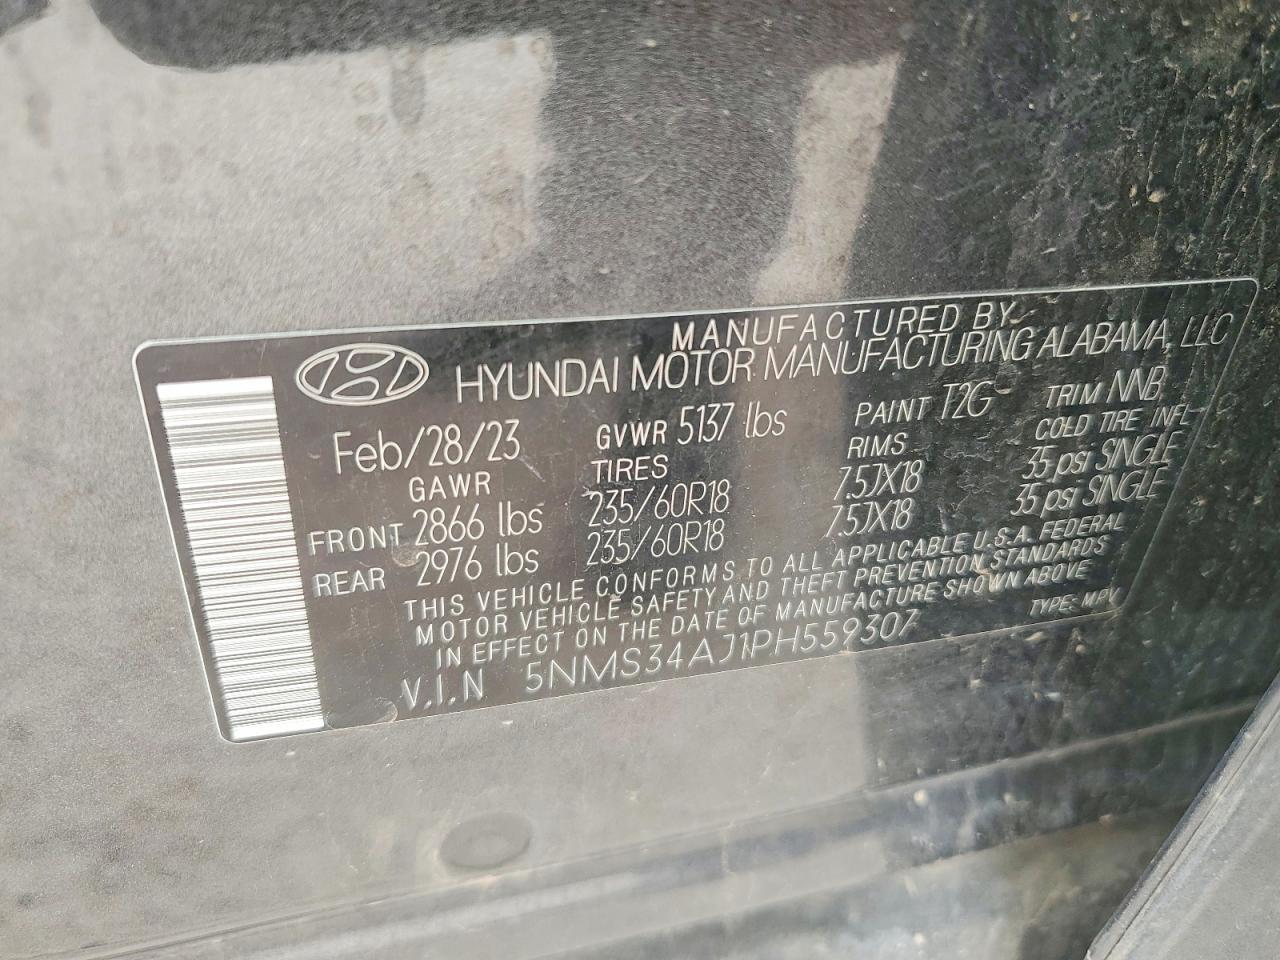 MANUFACTURED BY
HYUNDAI MOTOR MANUFACTURING ALABAMA, LLC
Feb/28/23 GVWR 5137 lbs PAINT T2G TRIM NNB
GAWR TIRES RIMS COLD TIRE INFL
FRONT 2866 lbs 235/60R18 7.5JX18 35 psi SINGLE
REAR 2976 lbs 235/60R18 7.5JX18 35 psi SINGLE
THIS VEHICLE CONFORMS TO ALL APPLICABLE U.S.A. FEDERAL
MOTOR VEHICLE SAFETY AND THEFT PREVENTION STANDARDS
IN EFFECT ON THE DATE OF MANUFACTURE SHOWN ABOVE
V.I.N 5NMS34AJ1PH559307 TYPE: MPV